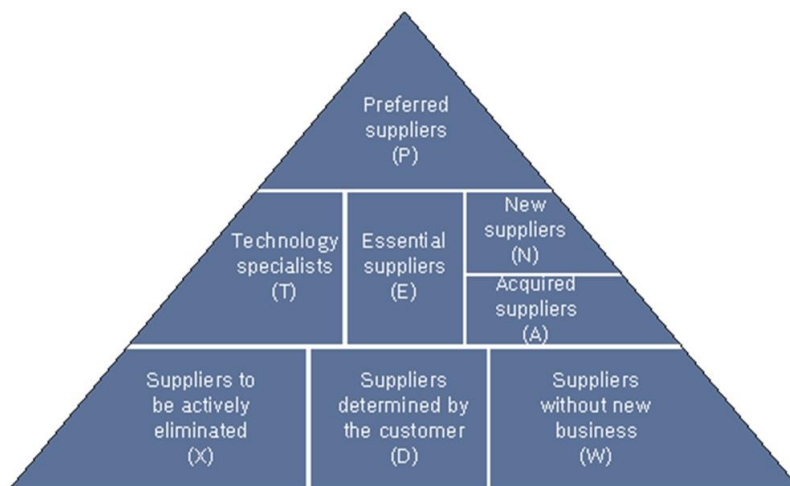 Preferred
suppliers
(P)
Technology
specialists
(T)
Essential
suppliers
(E)
New
suppliers
(N)
Acquired
suppliers
(A)
Suppliers to
be actively
eliminated
(X)
Suppliers
determined by
the customer
(D)
Suppliers
without new
business
(W)